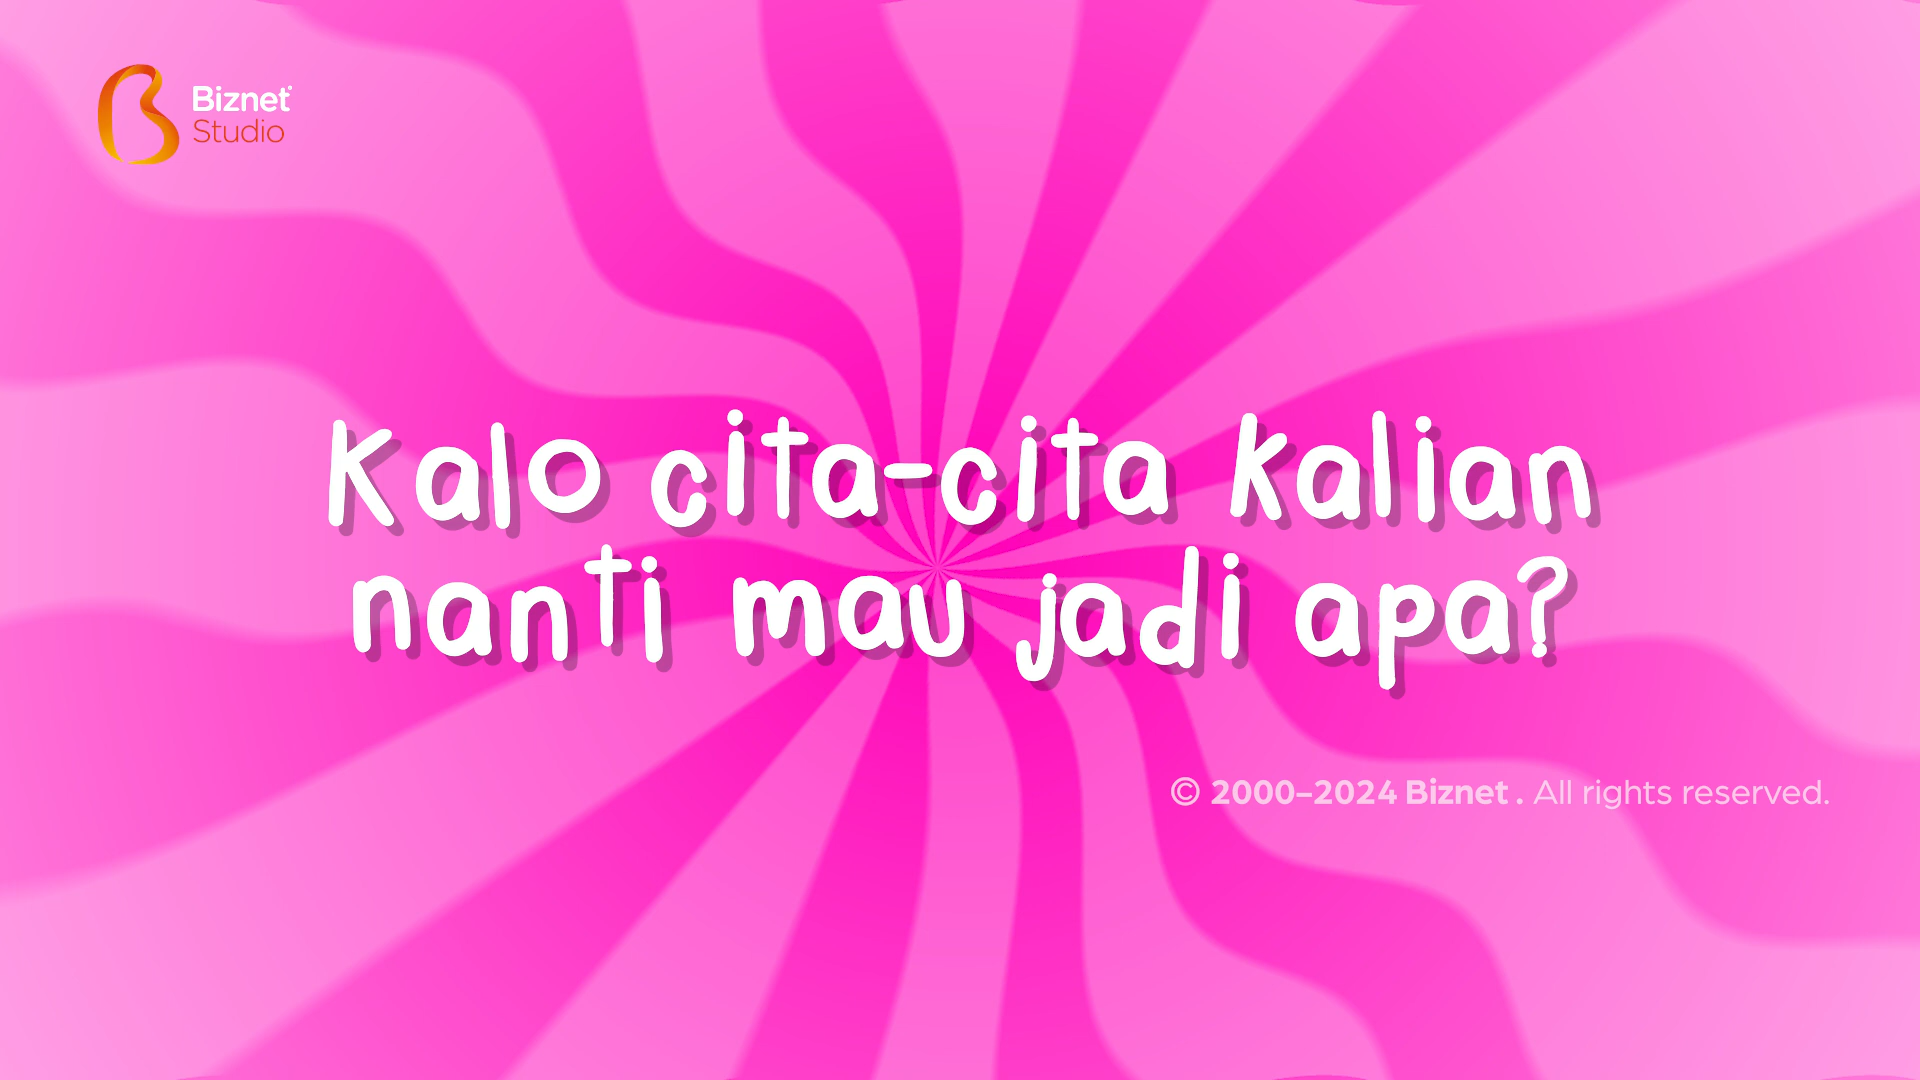 Biznet
Studio
Kalo cita-cita kalian
nanti mau jadi apa?
© 2000–2024 Biznet . All rights reserved.